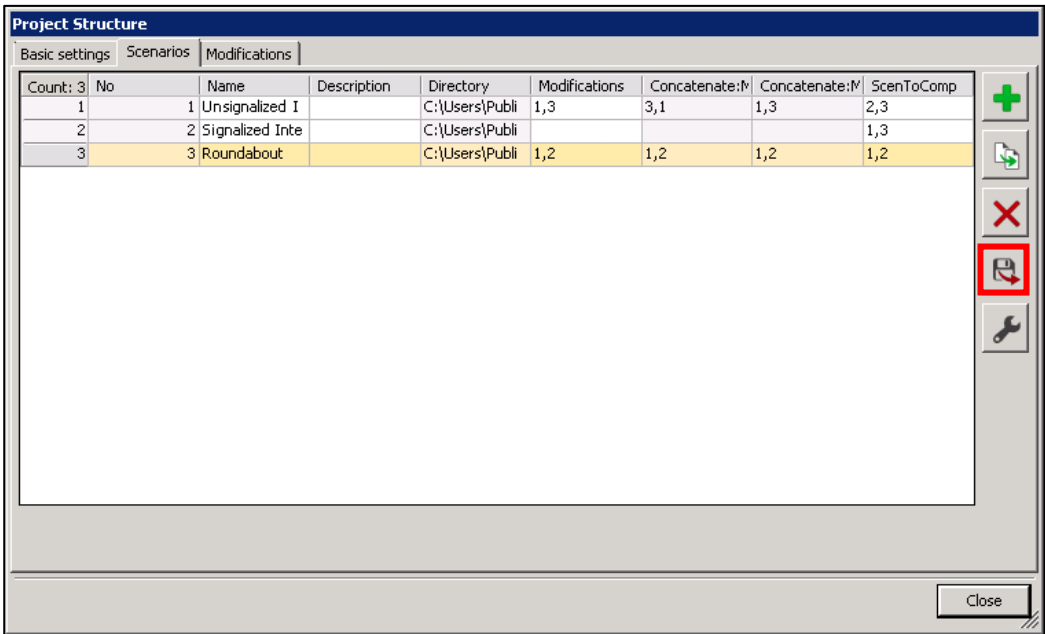 Project Structure
Basic settings Scenarios Modifications
Count: 3 No Name Description Directory Modifications Concatenate:M Concatenate:M ScenToComp
1 1 Unsignalized I C:\Users\Publi 1,3 3,1 1,3 2,3
2 2 Signalized Inte C:\Users\Publi 1,3
3 3 Roundabout C:\Users\Publi 1,2 1,2 1,2 1,2
Close